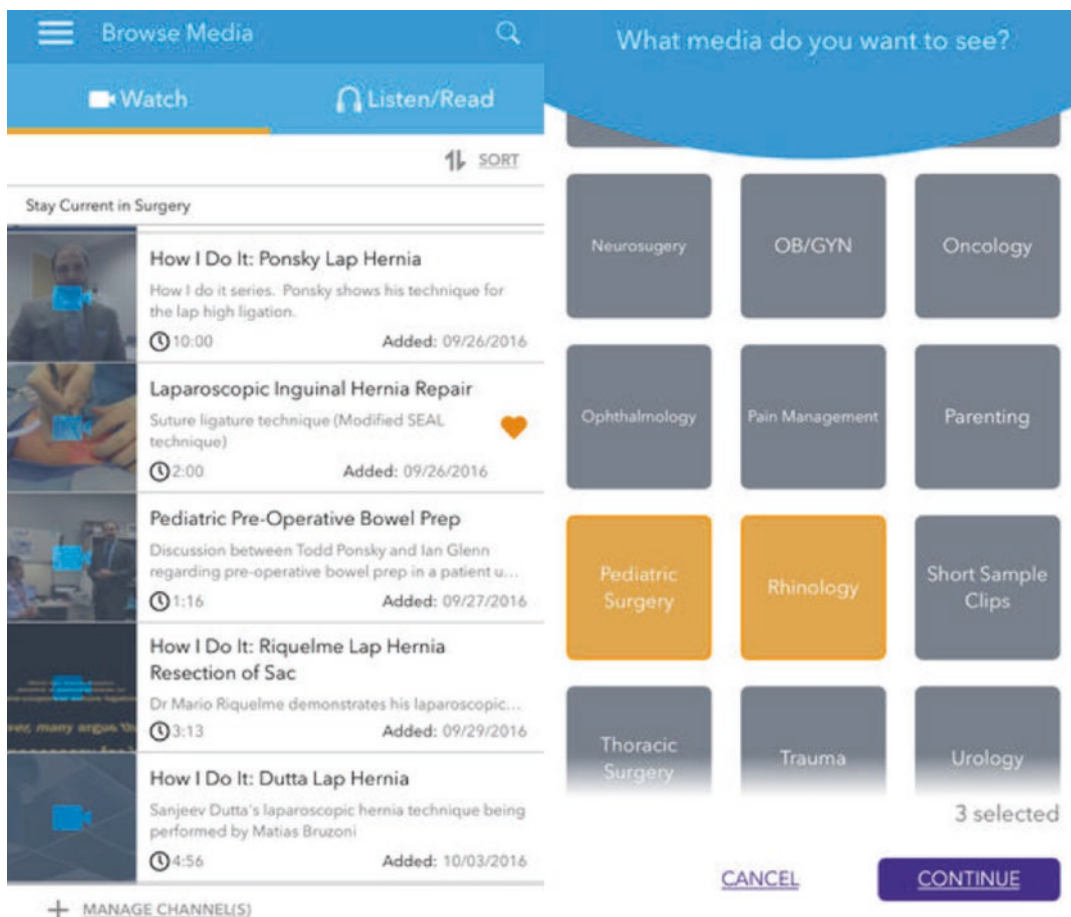 Browse Media
Watch
Listen/Read
SORT
Stay Current in Surgery
How I Do It: Ponsky Lap Hernia
How I do it series. Ponsky shows his technique for
the lap high ligation.
10:00 Added: 09/26/2016
Laparoscopic Inguinal Hernia Repair
Suture ligature technique (Modified SEAL
technique)
2:00 Added: 09/26/2016
Pediatric Pre-Operative Bowel Prep
Discussion between Todd Ponsky and Ian Glenn
regarding pre-operative bowel prep in a patient u...
1:16 Added: 09/27/2016
How I Do It: Riquelme Lap Hernia
Resection of Sac
Dr Mario Riquelme demonstrates his laparoscopic...
3:13 Added: 09/29/2016
How I Do It: Dutta Lap Hernia
Sanjeev Dutta's laparoscopic hernia technique being
performed by Matias Bruzoni
4:56 Added: 10/03/2016
+ MANAGE CHANNEL(S)
What media do you want to see?
Neurosugery
OB/GYN
Oncology
Ophthalmology
Pain Management
Parenting
Pediatric
Surgery
Rhinology
Short Sample
Clips
Thoracic
Surgery
Trauma
Urology
3 selected
CANCEL
CONTINUE